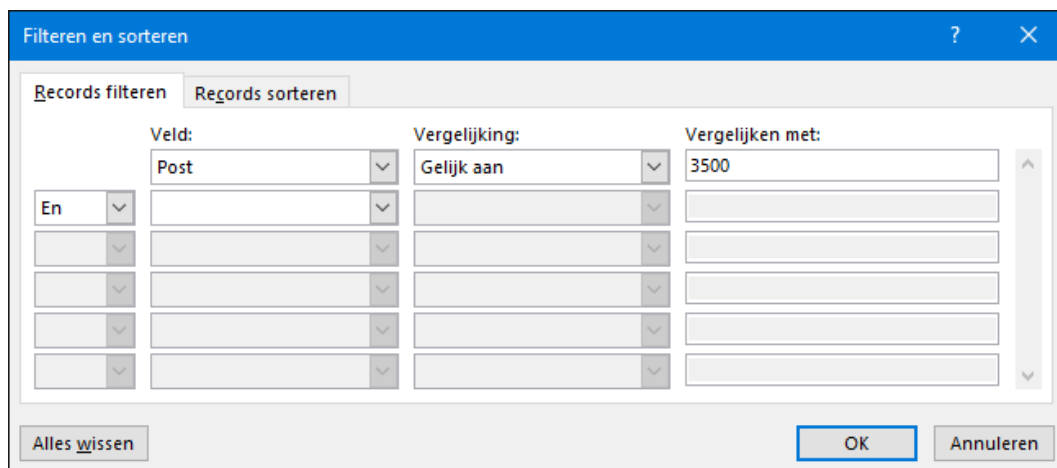 Filteren en sorteren ?
Records filteren Records sorteren
Veld: Vergelijking: Vergelijken met:
Post Gelijk aan 3500
En
Alles wissen OK Annuleren